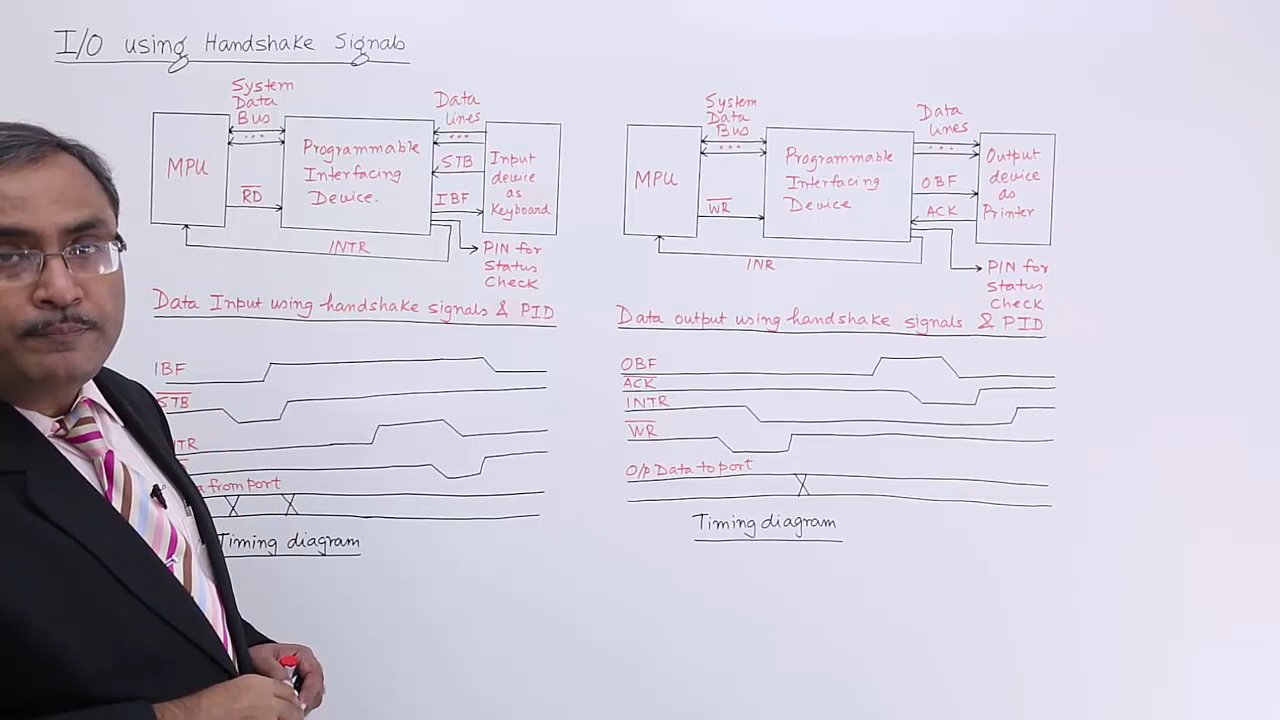 I/O using Handshake Signals
System
Data
Bus
MPU
RD
Programmable
Interfacing
Device.
Data
lines
STB
IBF
Input
device
as
Keyboard
INTR
PIN for
Status
Check
Data Input using handshake signals & PID
IBF
STB
from port
Timing diagram
System
Data
Bus
MPU
WR
Programmable
Interfacing
Device
Data
lines
OBF
ACK
Output
device
as
Printer
INR
PIN for
Status
Check
Data output using handshake signals & PID
OBF
ACK
INTR
WR
O/p Data to port
Timing diagram